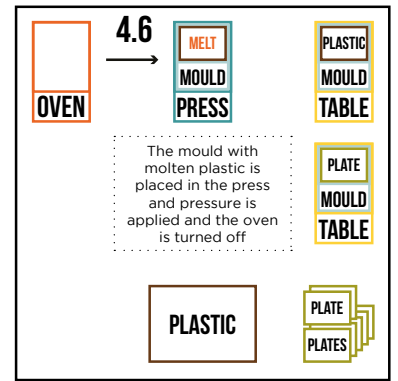 4.6
OVEN
MELT
MOULD
PRESS
PLASTIC
MOULD
TABLE
The mould with
molten plastic is
placed in the press
and pressure is
applied and the oven
is turned off
PLATE
MOULD
TABLE
PLASTIC
PLATE
PLATES